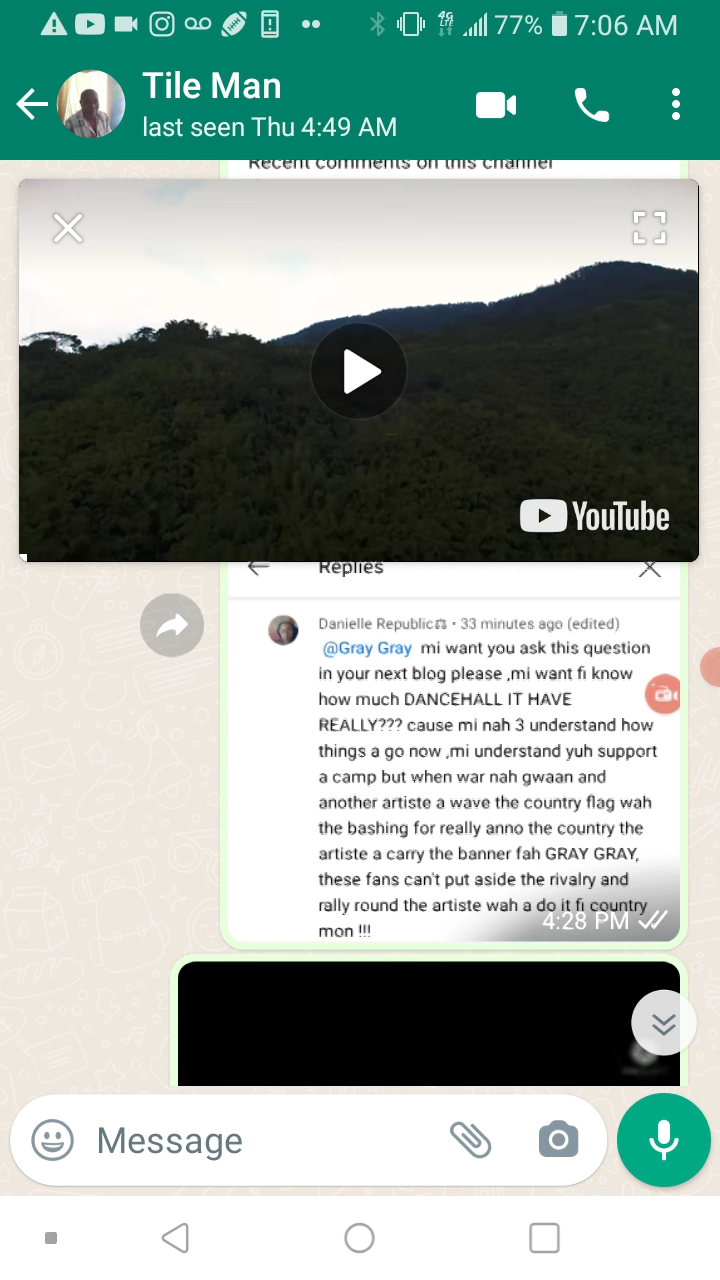 77% 7:06 AM
4G
LTE
Tile Man
last seen Thu 4:49 AM
Recent comments on this channel
YouTube
Replies
Danielle Republic⚖ · 33 minutes ago (edited)
@Gray Gray mi want you ask this question
in your next blog please ,mi want fi know
how much DANCEHALL IT HAVE
REALLY??? cause mi nah 3 understand how
things a go now ,mi understand yuh support
a camp but when war nah gwaan and
another artiste a wave the country flag wah
the bashing for really anno the country the
artiste a carry the banner fah GRAY GRAY,
these fans can't put aside the rivalry and
rally round the artiste wah a do it fi country
mon !!!
4:28 PM
Message